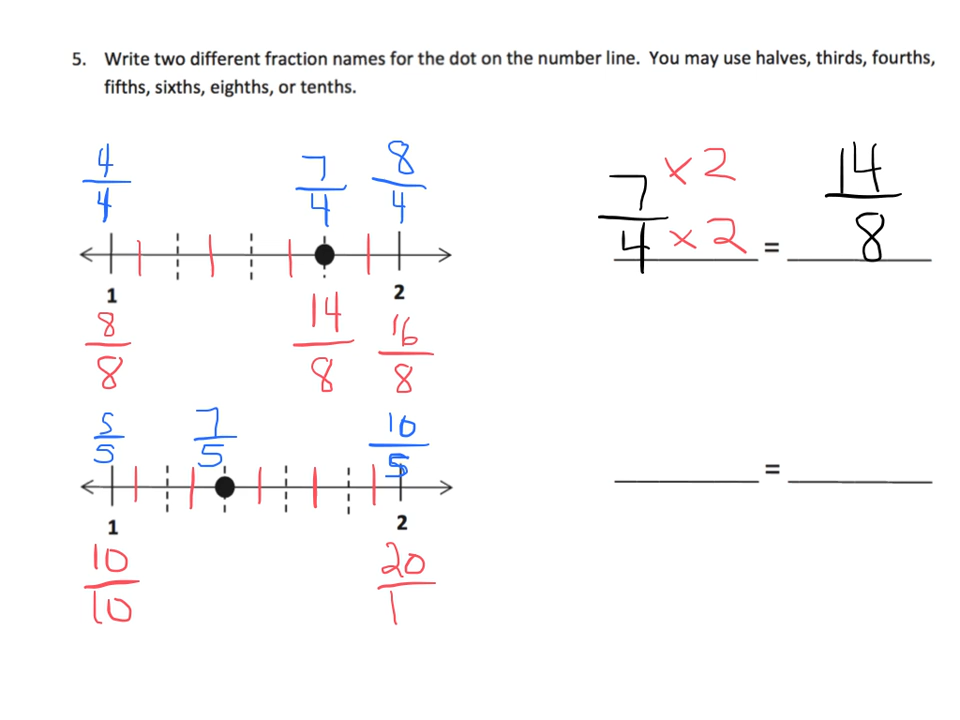 5. Write two different fraction names for the dot on the number line. You may use halves, thirds, fourths,
fifths, sixths, eighths, or tenths.
4/4 7/4 8/4
1 2
8/8 14/8 16/8
7 × 2 / 4 × 2 = 14/8
5/5 7/5 10/5
1 2
10/10 20/1
=